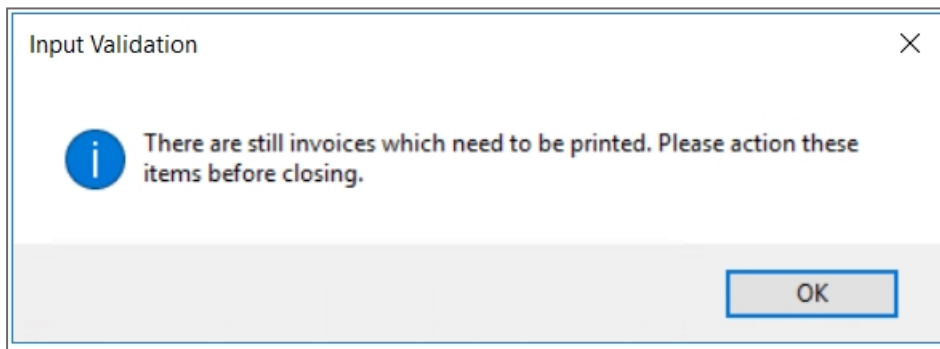 Input Validation
There are still invoices which need to be printed. Please action these
items before closing.
OK